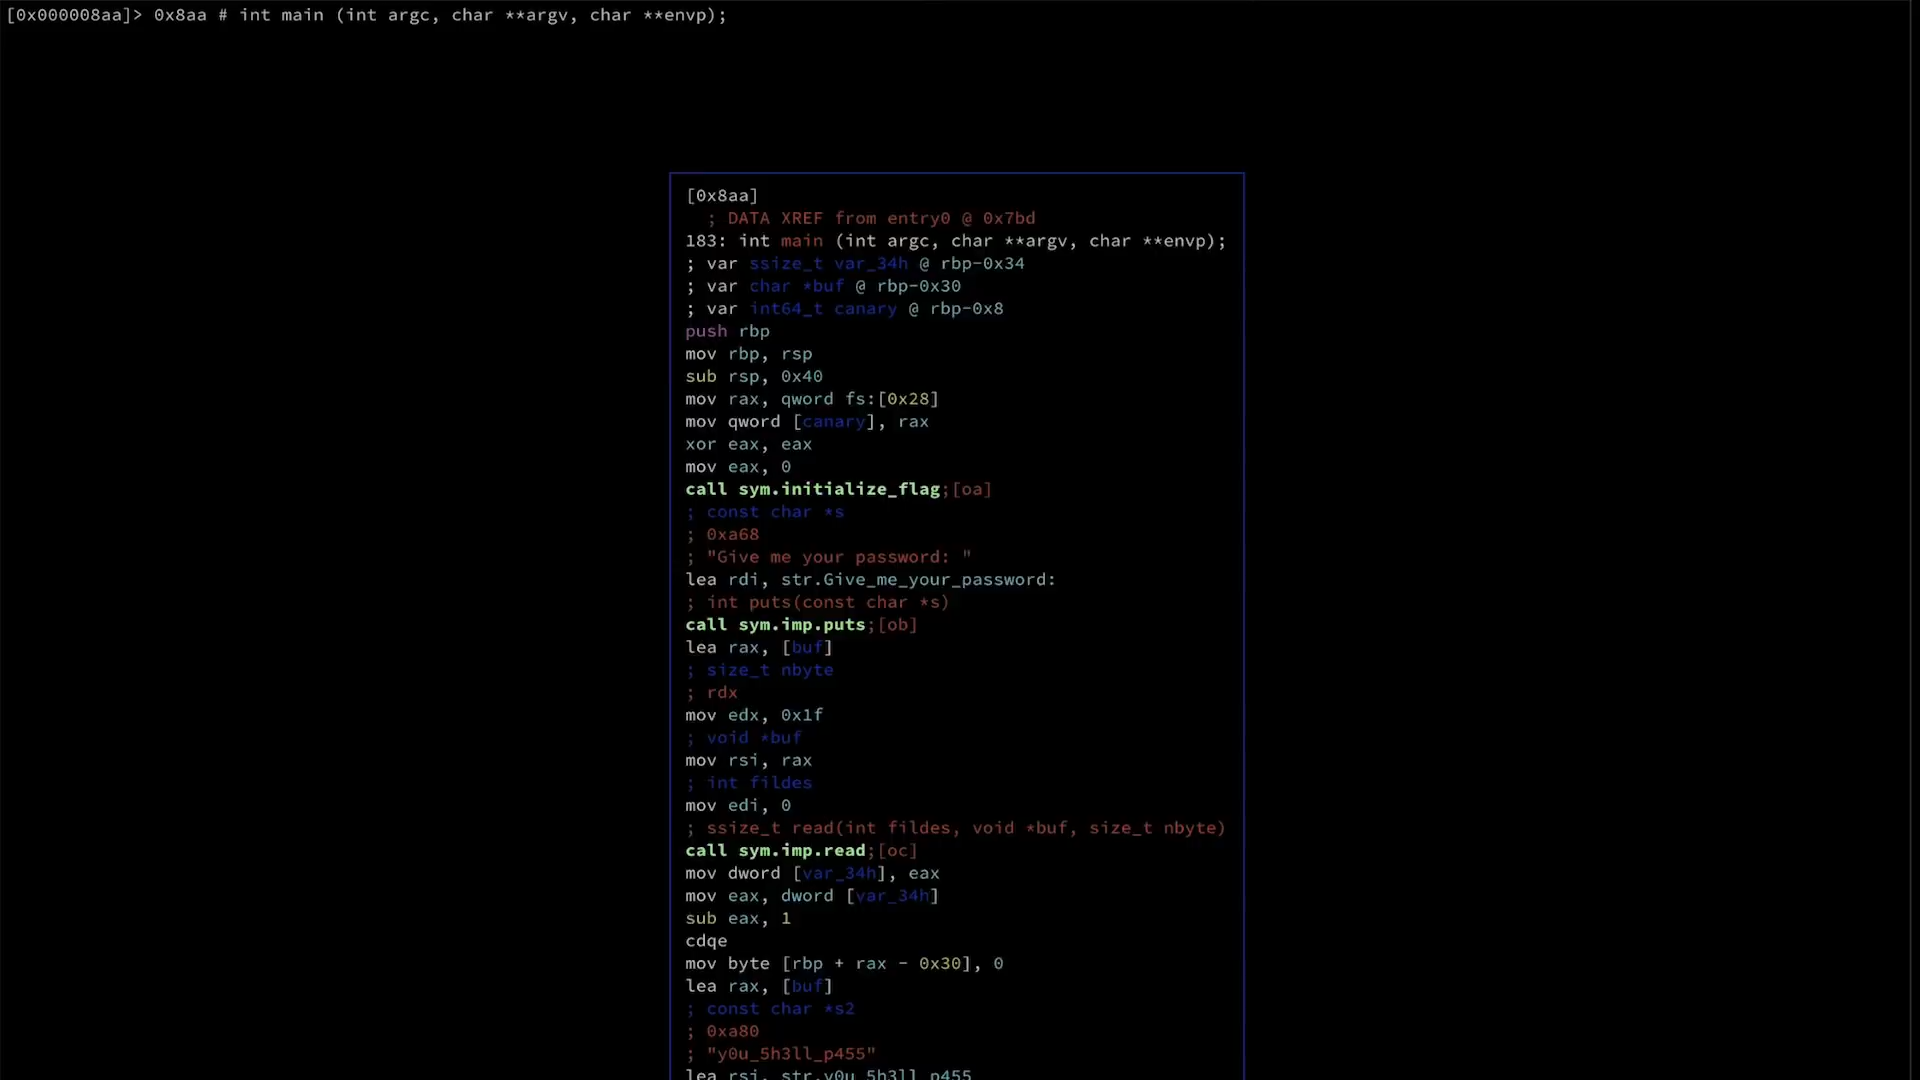 [0x000008aa]> 0x8aa # int main (int argc, char **argv, char **envp);
[0x8aa]
; DATA XREF from entry0 @ 0x7bd
183: int main (int argc, char **argv, char **envp);
; var ssize_t var_34h @ rbp-0x34
; var char *buf @ rbp-0x30
; var int64_t canary @ rbp-0x8
push rbp
mov rbp, rsp
sub rsp, 0x40
mov rax, qword fs:[0x28]
mov qword [canary], rax
xor eax, eax
mov eax, 0
call sym.initialize_flag;[oa]
; const char *s
; 0xa68
; "Give me your password: "
lea rdi, str.Give_me_your_password:
; int puts(const char *s)
call sym.imp.puts;[ob]
lea rax, [buf]
; size_t nbyte
; rdx
mov edx, 0x1f
; void *buf
mov rsi, rax
; int fildes
mov edi, 0
; ssize_t read(int fildes, void *buf, size_t nbyte)
call sym.imp.read;[oc]
mov dword [var_34h], eax
mov eax, dword [var_34h]
sub eax, 1
cdqe
mov byte [rbp + rax - 0x30], 0
lea rax, [buf]
; const char *s2
; 0xa80
; "y0u_5h3ll_p455"
lea rsi, str.y0u_5h3ll_p455